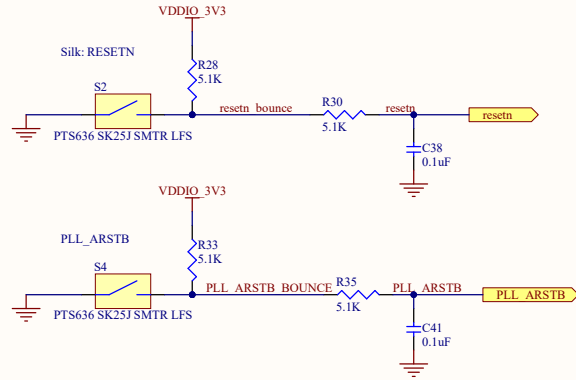 VDDIO_3V3
Silk: RESETN
R28
5.1K
S2
resetn_bounce
R30
5.1K
resetn
resetn
PTS636 SK25J SMTR LFS
C38
0.1uF
VDDIO_3V3
PLL_ARSTB
R33
5.1K
S4
PLL_ARSTB_BOUNCE
R35
5.1K
PLL_ARSTB
PLL_ARSTB
PTS636 SK25J SMTR LFS
C41
0.1uF